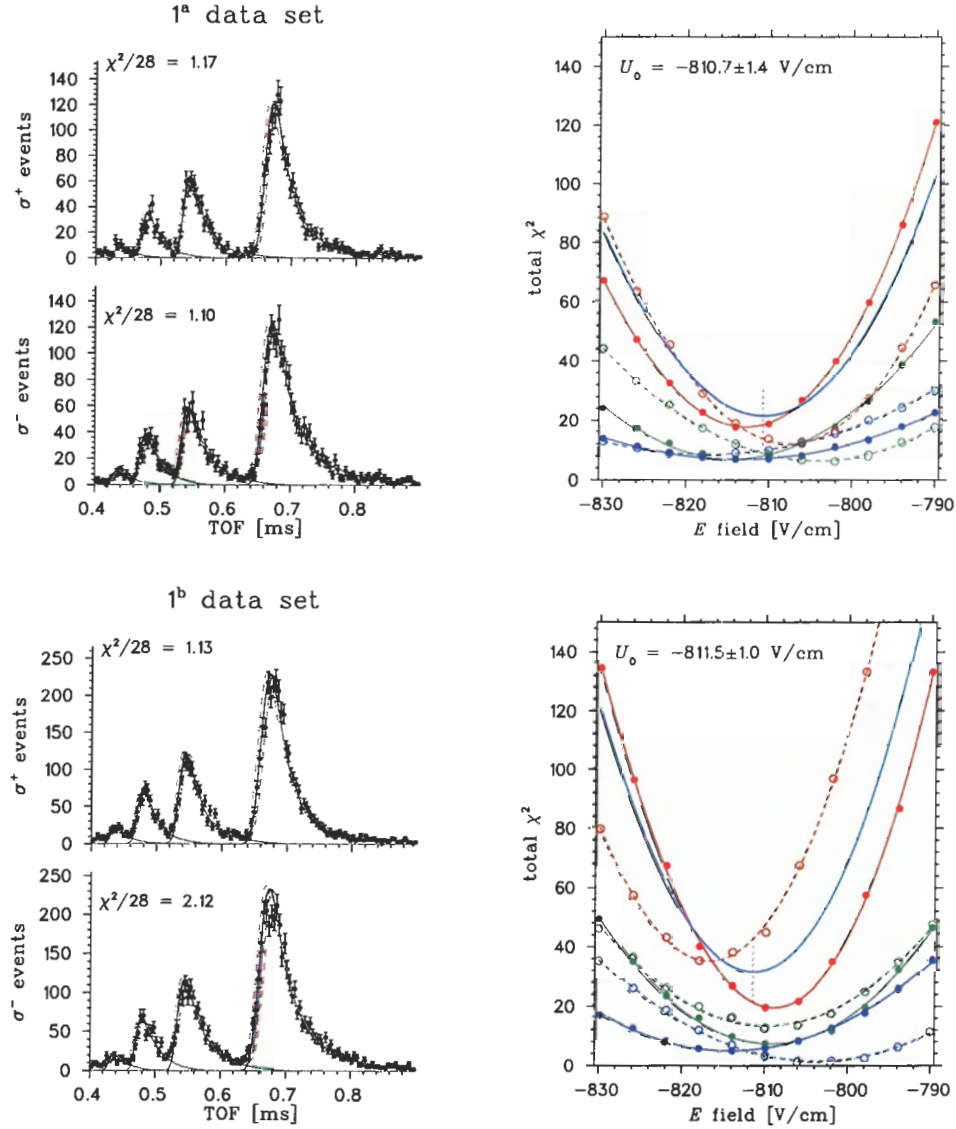 1ᵃ data set
χ²/28 = 1.17
140
120
100
80
60
40
20
0
σ⁺ events
χ²/28 = 1.10
140
120
100
80
60
40
20
0
σ⁻ events
0.4 0.5 0.6 0.7 0.8
TOF [ms]
U₀ = −810.7±1.4 V/cm
140
120
100
80
60
40
20
0
total χ²
−830 −820 −810 −800 −790
E field [V/cm]
1ᵇ data set
χ²/28 = 1.13
250
200
150
100
50
0
σ⁺ events
χ²/28 = 2.12
250
200
150
100
50
0
σ⁻ events
0.4 0.5 0.6 0.7 0.8
TOF [ms]
U₀ = −811.5±1.0 V/cm
140
120
100
80
60
40
20
0
total χ²
−830 −820 −810 −800 −790
E field [V/cm]